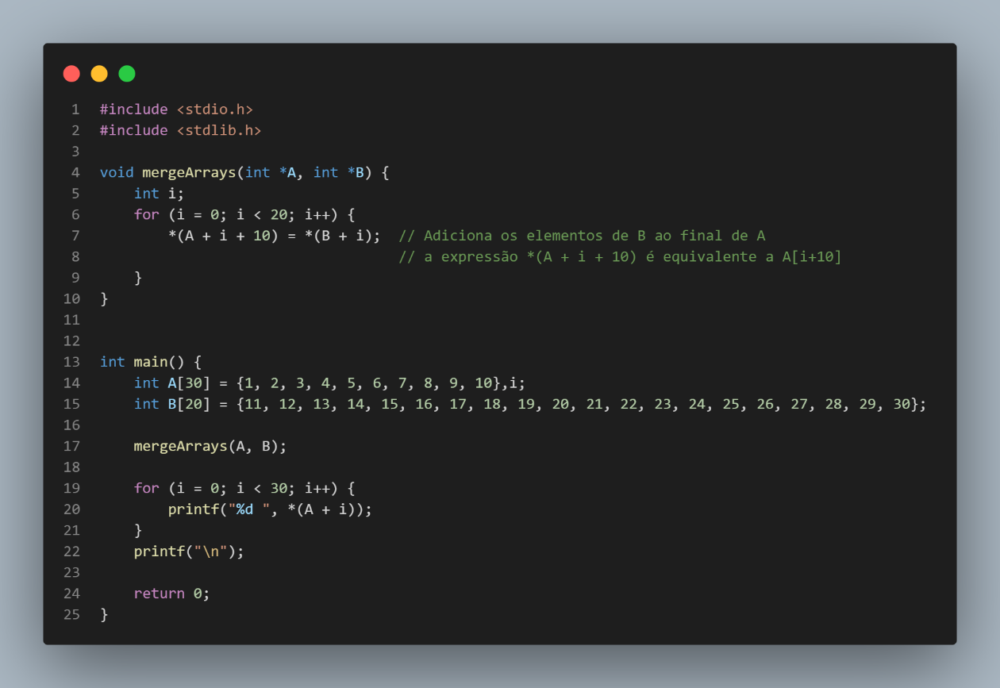 1 #include <stdio.h>
2 #include <stdlib.h>
3
4 void mergeArrays(int *A, int *B) {
5     int i;
6     for (i = 0; i < 20; i++) {
7         *(A + i + 10) = *(B + i);  // Adiciona os elementos de B ao final de A
8                                    // a expressão *(A + i + 10) é equivalente a A[i+10]
9     }
10 }
11
12
13 int main() {
14     int A[30] = {1, 2, 3, 4, 5, 6, 7, 8, 9, 10},i;
15     int B[20] = {11, 12, 13, 14, 15, 16, 17, 18, 19, 20, 21, 22, 23, 24, 25, 26, 27, 28, 29, 30};
16
17     mergeArrays(A, B);
18
19     for (i = 0; i < 30; i++) {
20         printf("%d ", *(A + i));
21     }
22     printf("\n");
23
24     return 0;
25 }